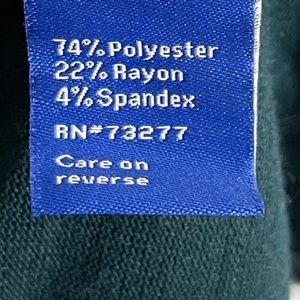 74% Polyester
22% Rayon
4% Spandex
RN#73277
Care on
reverse